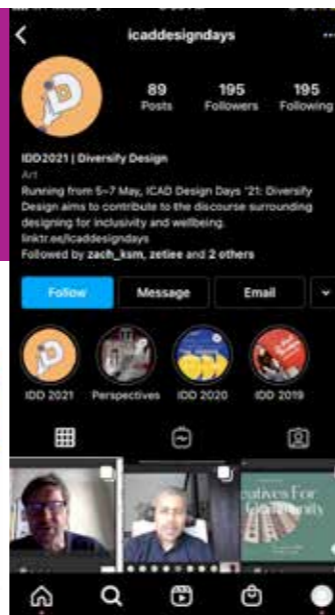 icaddesigndays
89 195 195
Posts Followers Following
IDD2021 | Diversify Design
Art
Running from 5–7 May, ICAD Design Days '21: Diversify
Design aims to contribute to the discourse surrounding
designing for inclusivity and wellbeing.
linktr.ee/icaddesigndays
Followed by zach_ksm, zetiee and 2 others
Follow Message Email
IDD 2021 Perspectives IDD 2020 IDD 2019
eatives For
Community